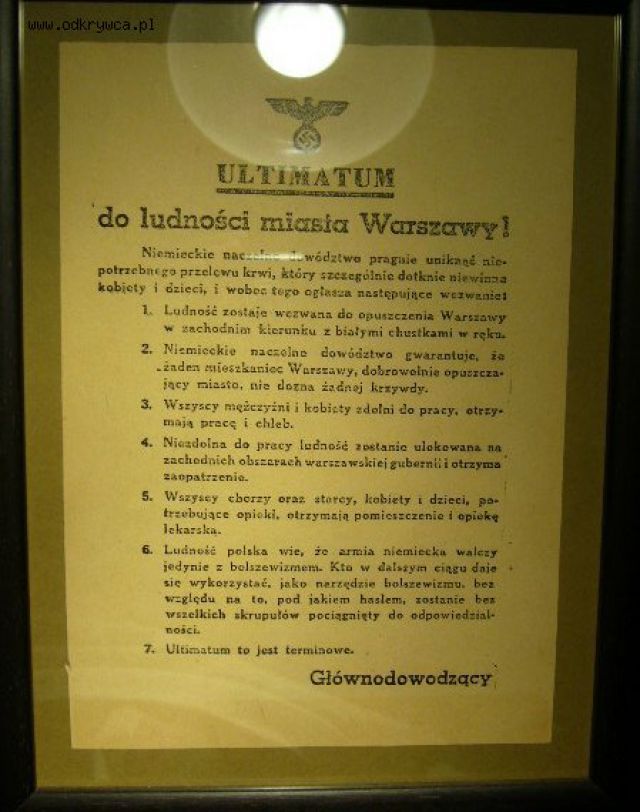 www.odkrywca.pl
ULTIMATUM
do ludności miasta Warszawy!
Niemieckie naczelne dowództwo pragnie uniknąć nie-
potrzebnego przelewu krwi, który szczególnie dotknie niewinne
kobiety i dzieci, i wobec tego ogłasza następujące wezwanie:
1. Ludność zostaje wezwana do opuszczenia Warszawy
w zachodnim kierunku z białymi chustkami w ręku.
2. Niemieckie naczelne dowództwo gwarantuje, że
żaden mieszkaniec Warszawy, dobrowolnie opuszcza-
jący miasto, nie dozna żadnej krzywdy.
3. Wszyscy mężczyźni i kobiety zdolni do pracy, otrzy-
mają pracę i chleb.
4. Niezdolna do pracy ludność zostanie ulokowana na
zachodnich obszarach warszawskiej gubernii i otrzyma
zaopatrzenie.
5. Wszyscy chorzy oraz starcy, kobiety i dzieci, po-
trzebujące opieki, otrzymają pomieszczenie i opiekę
lekarską.
6. Ludność polska wie, że armia niemiecka walczy
jedynie z bolszewizmem. Kto w dalszym ciągu daje
się wykorzystać, jako narzędzie bolszewizmu, bez
względu na to, pod jakiem hasłem, zostanie bez
wszelkich skrupułów pociągnięty do odpowiedzial-
ności.
7. Ultimatum to jest terminowe.
Głównodowodzący